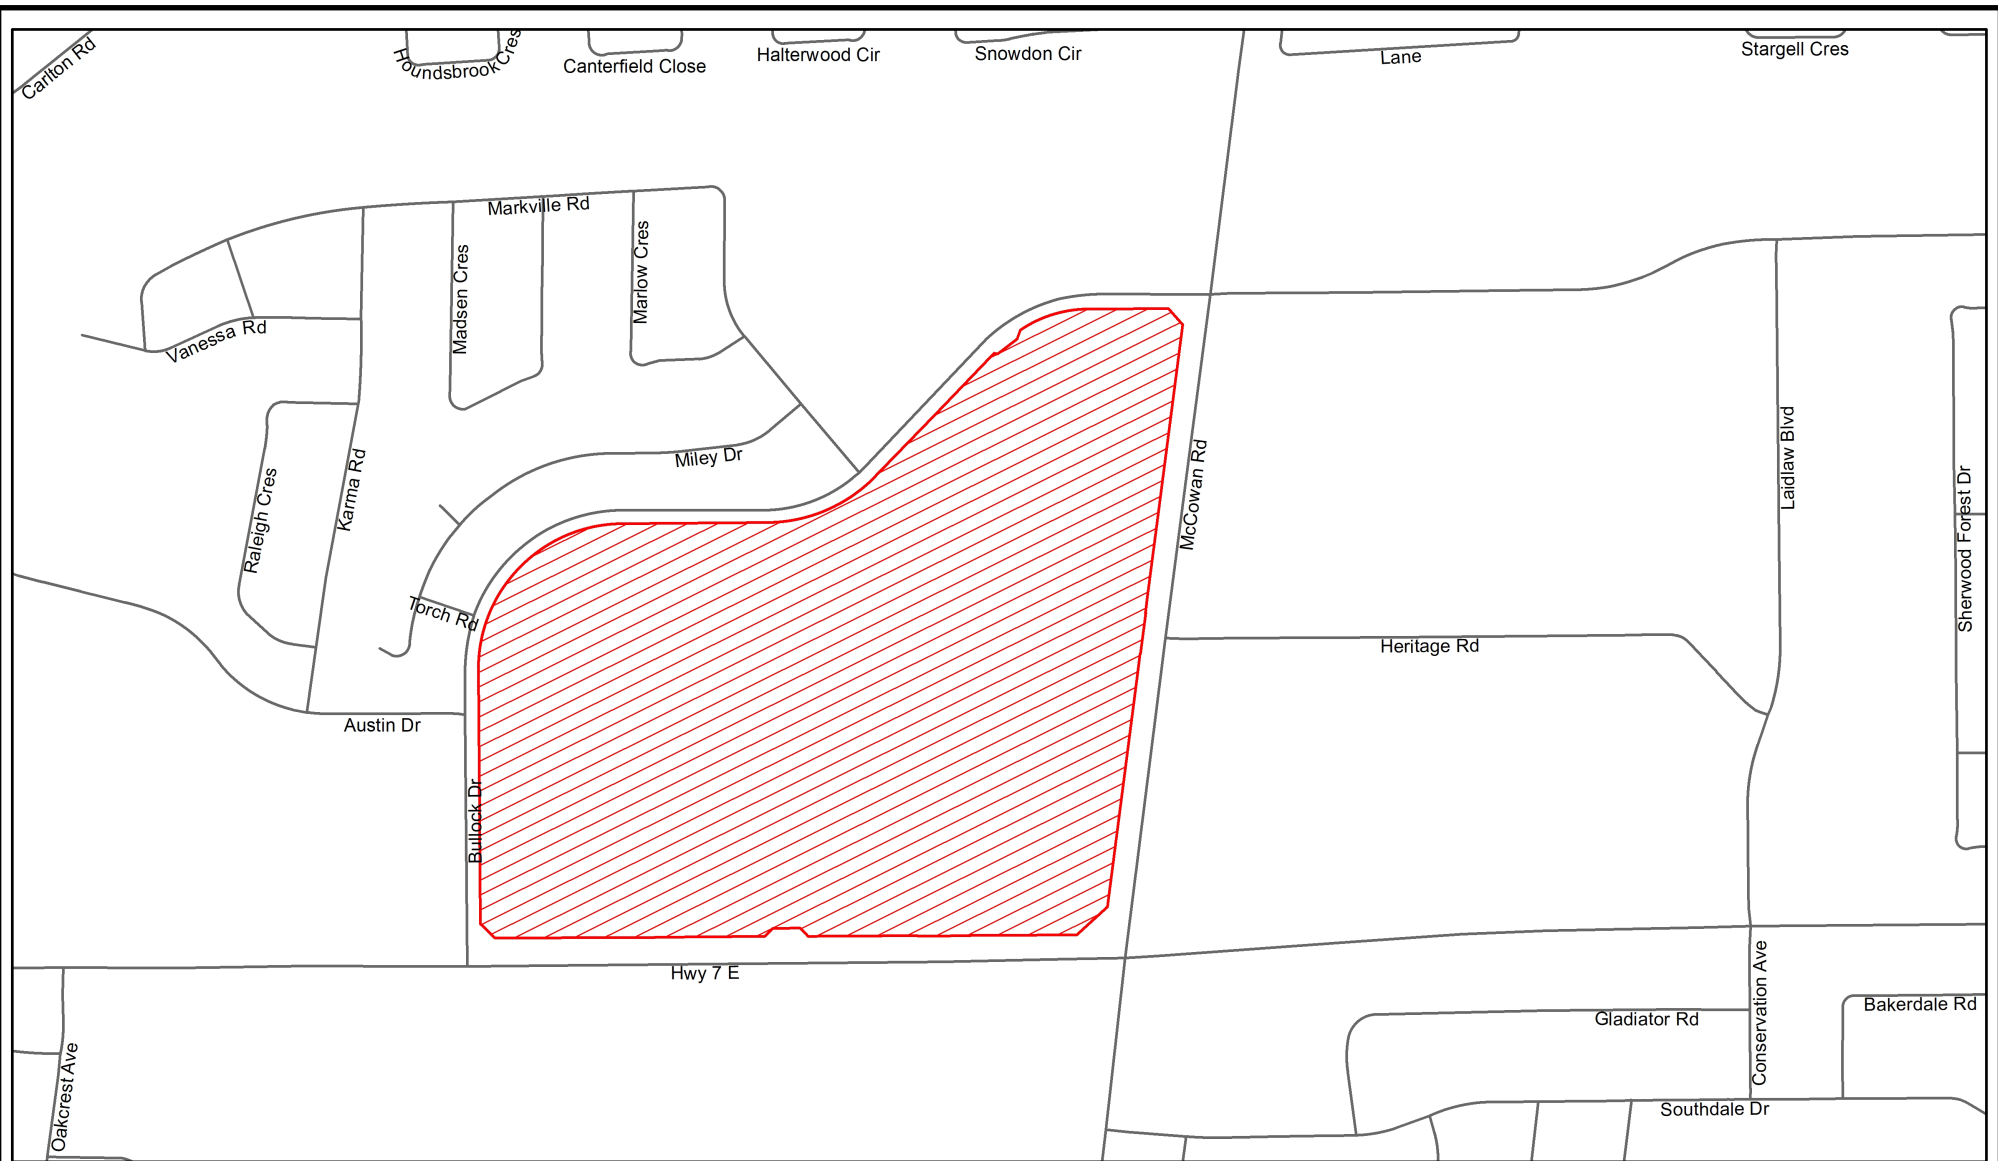 Carlton Rd
Houndsbrook Cres
Canterfield Close
Halterwood Cir
Snowdon Cir
Lane
Stargell Cres
Markville Rd
Madsen Cres
Marlow Cres
Vanessa Rd
Karma Rd
Raleigh Cres
Miley Dr
McCowan Rd
Laidlaw Blvd
Sherwood Forest Dr
Torch Rd
Heritage Rd
Austin Dr
Bullock Dr
Hwy 7 E
Conservation Ave
Gladiator Rd
Bakerdale Rd
Oakcrest Ave
Southdale Dr